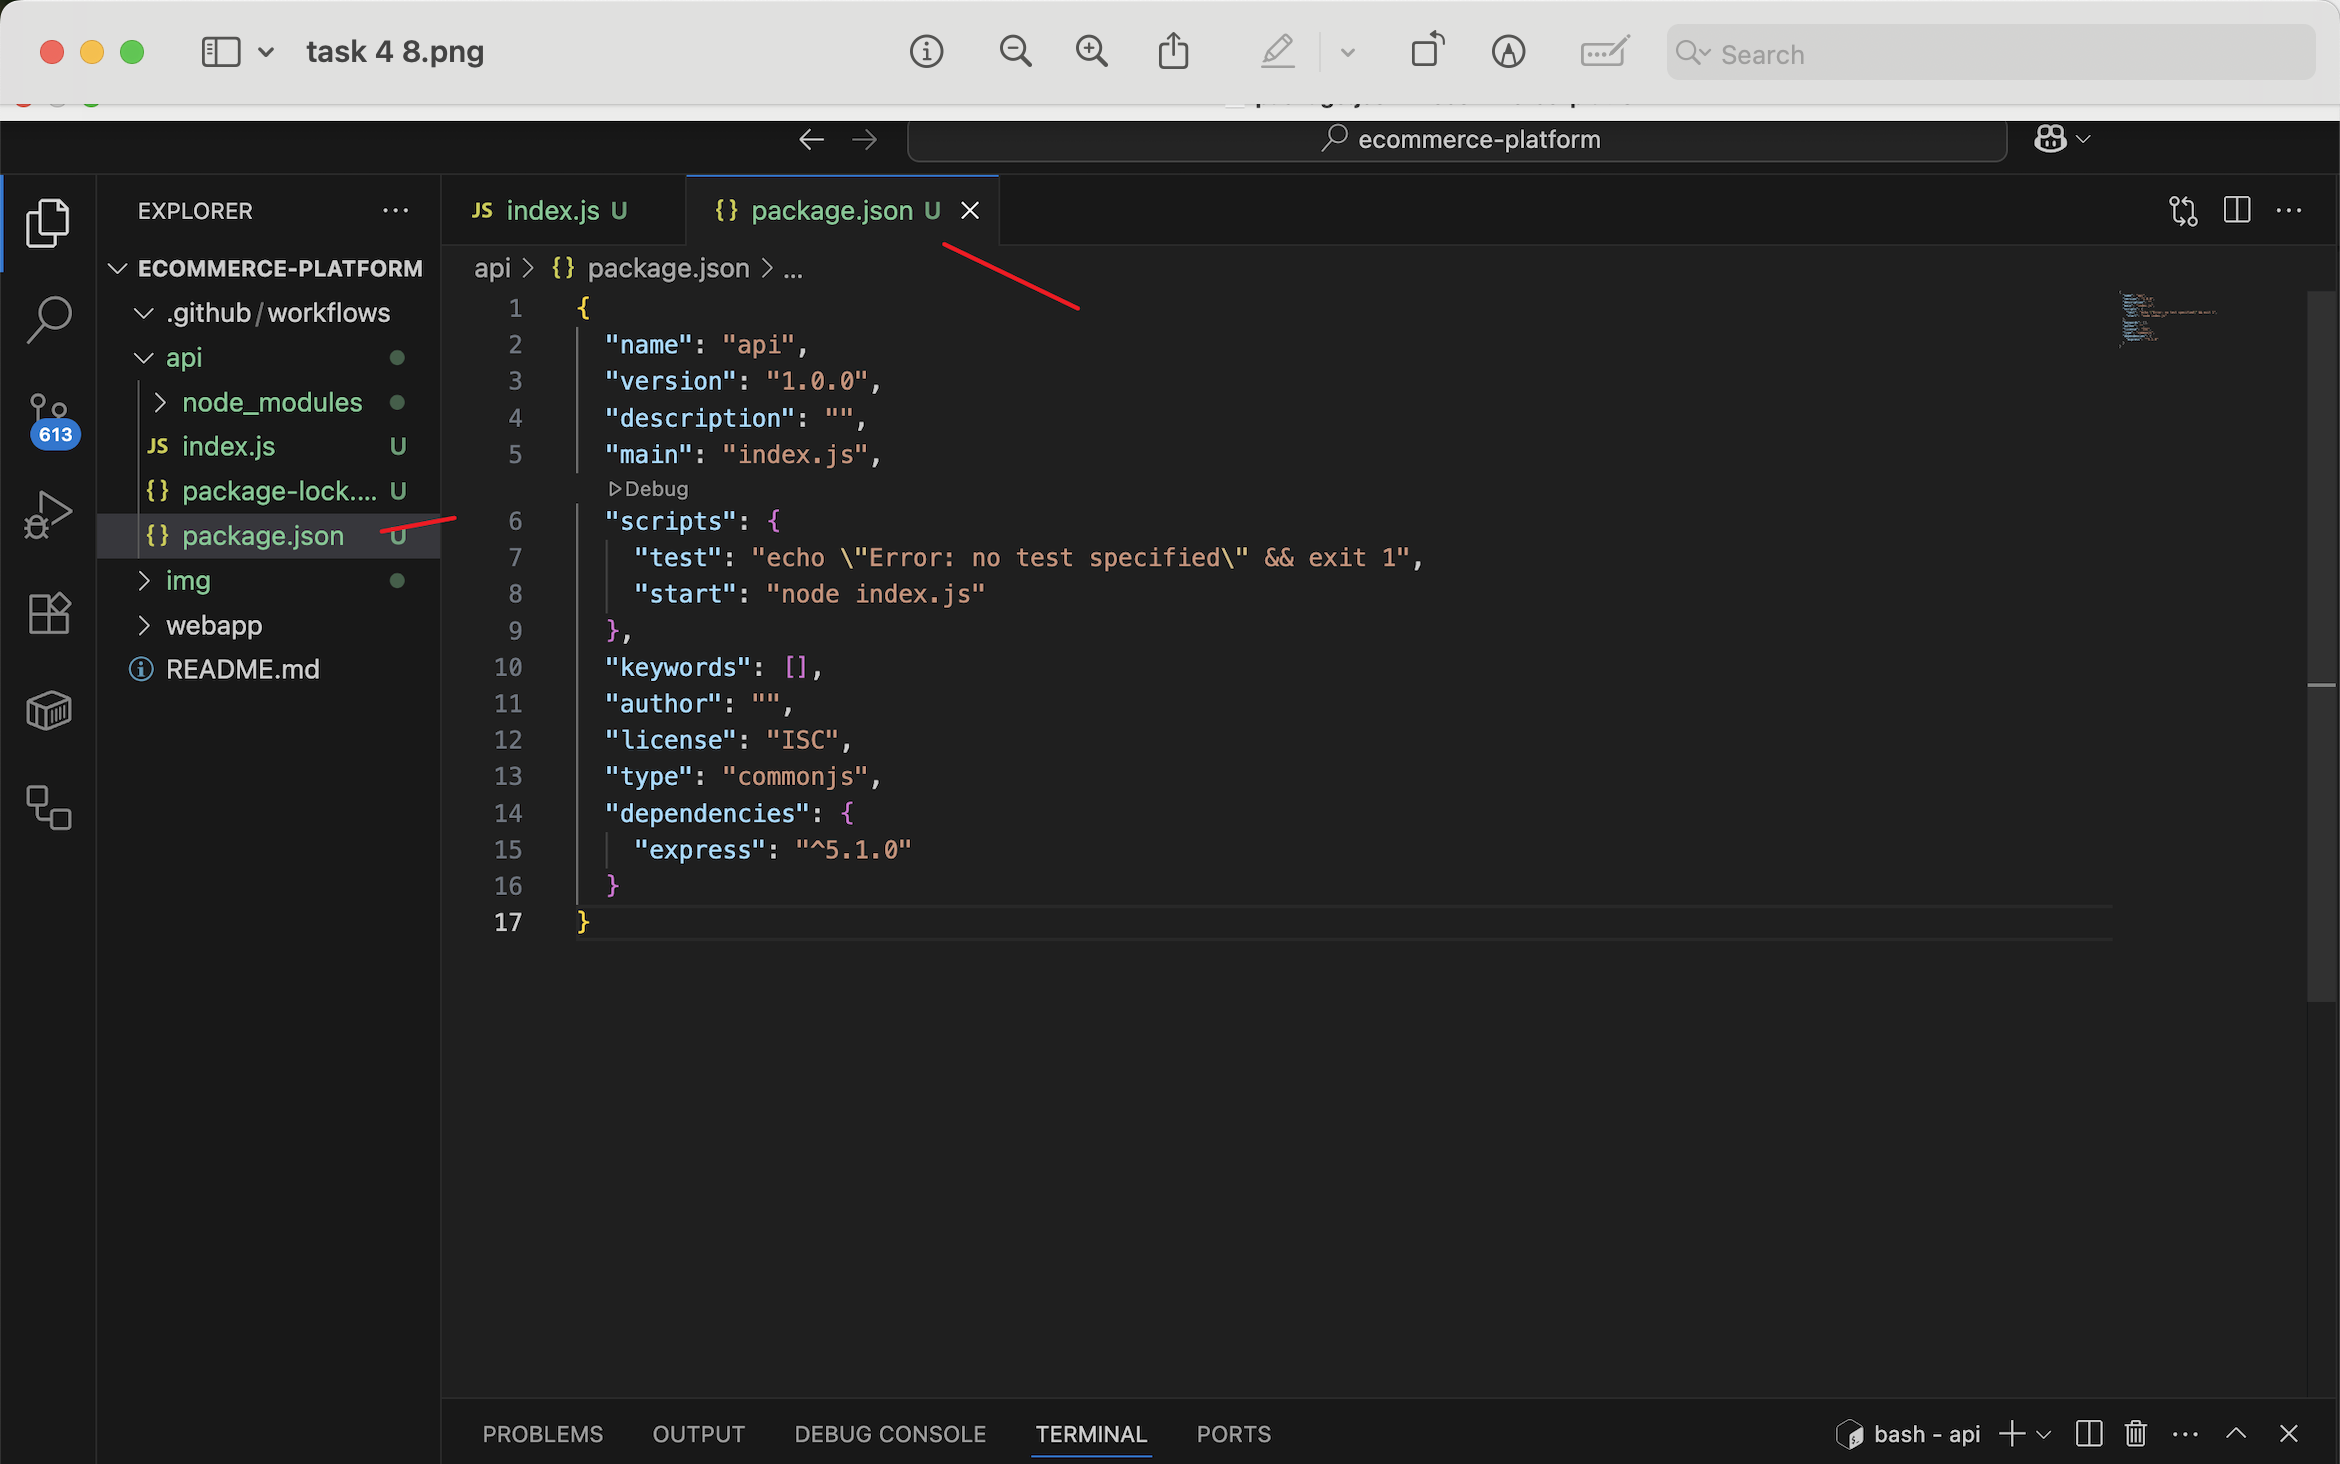 task 4 8.png
Search
ecommerce-platform
EXPLORER
ECOMMERCE-PLATFORM
.github/workflows
api
node_modules
JS index.js U
{} package-lock.... U
{} package.json U
img
webapp
README.md
613
JS index.js U
{} package.json U
api > {} package.json > ...
1 {
2 "name": "api",
3 "version": "1.0.0",
4 "description": "",
5 "main": "index.js",
Debug
6 "scripts": {
7 "test": "echo \"Error: no test specified\" && exit 1",
8 "start": "node index.js"
9 },
10 "keywords": [],
11 "author": "",
12 "license": "ISC",
13 "type": "commonjs",
14 "dependencies": {
15 "express": "^5.1.0"
16 }
17 }
PROBLEMS OUTPUT DEBUG CONSOLE TERMINAL PORTS
bash - api